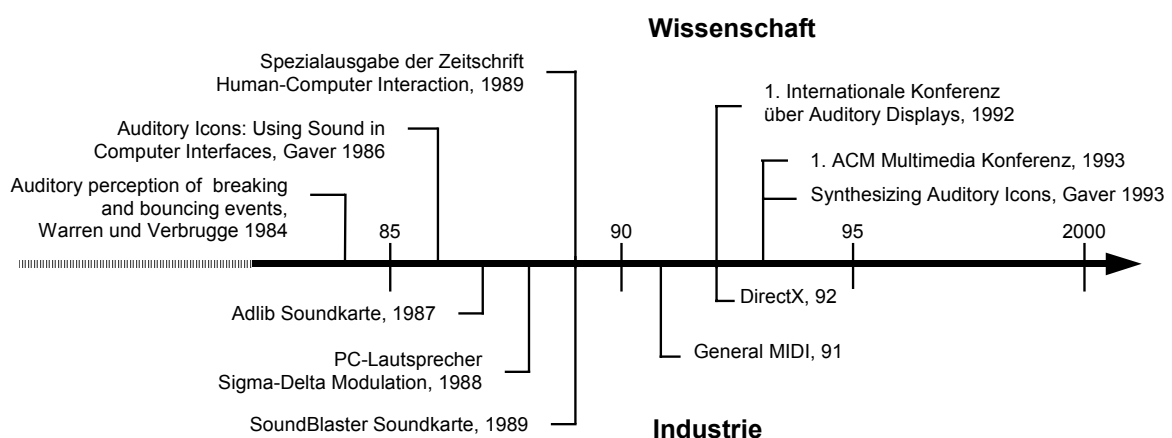 Wissenschaft
Spezialausgabe der Zeitschrift
Human-Computer Interaction, 1989
1. Internationale Konferenz
über Auditory Displays, 1992
Auditory Icons: Using Sound in
Computer Interfaces, Gaver 1986
1. ACM Multimedia Konferenz, 1993
Auditory perception of breaking
and bouncing events,
Warren und Verbrugge 1984
Synthesizing Auditory Icons, Gaver 1993
85
90
95
2000
Adlib Soundkarte, 1987
DirectX, 92
PC-Lautsprecher
Sigma-Delta Modulation, 1988
General MIDI, 91
SoundBlaster Soundkarte, 1989
Industrie